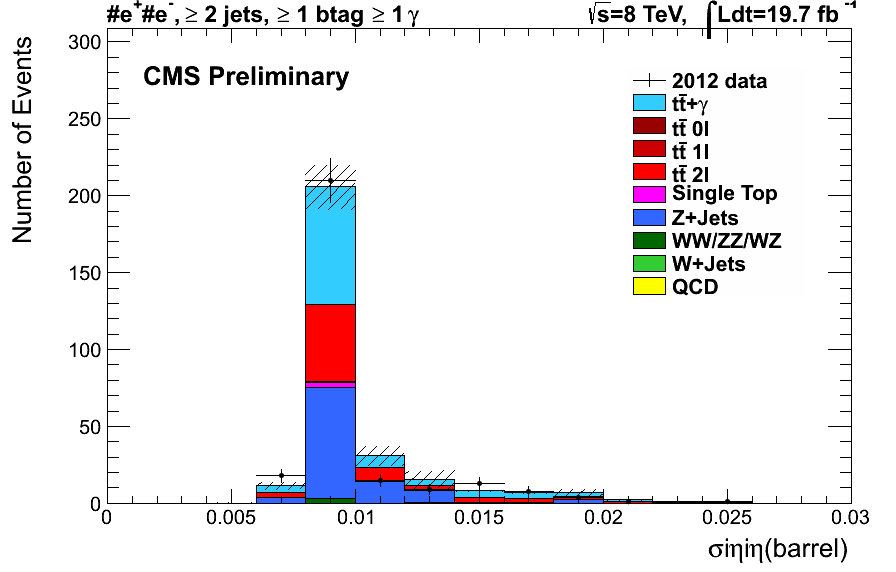 #e⁺#e⁻, ≥ 2 jets, ≥ 1 btag ≥ 1 γ
√s=8 TeV, ∫Ldt=19.7 fb⁻¹
CMS Preliminary
2012 data
tt̄+γ
tt̄ 0l
tt̄ 1l
tt̄ 2l
Single Top
Z+Jets
WW/ZZ/WZ
W+Jets
QCD
Number of Events
300
250
200
150
100
50
0
0 0.005 0.01 0.015 0.02 0.025 0.03
σiηiη(barrel)